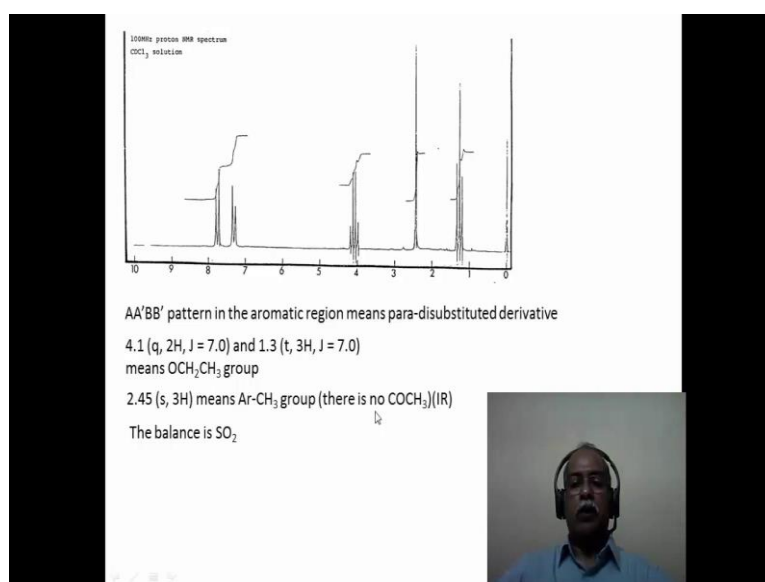 100MHz proton NMR spectrum
CDCl₃ solution
10 9 8 7 6 5 4 3 2 1 0
AA'BB' pattern in the aromatic region means para-disubstituted derivative
4.1 (q, 2H, J = 7.0) and 1.3 (t, 3H, J = 7.0)
means OCH₂CH₃ group
2.45 (s, 3H) means Ar-CH₃ group (there is no COCH₃)(IR)
The balance is SO₂